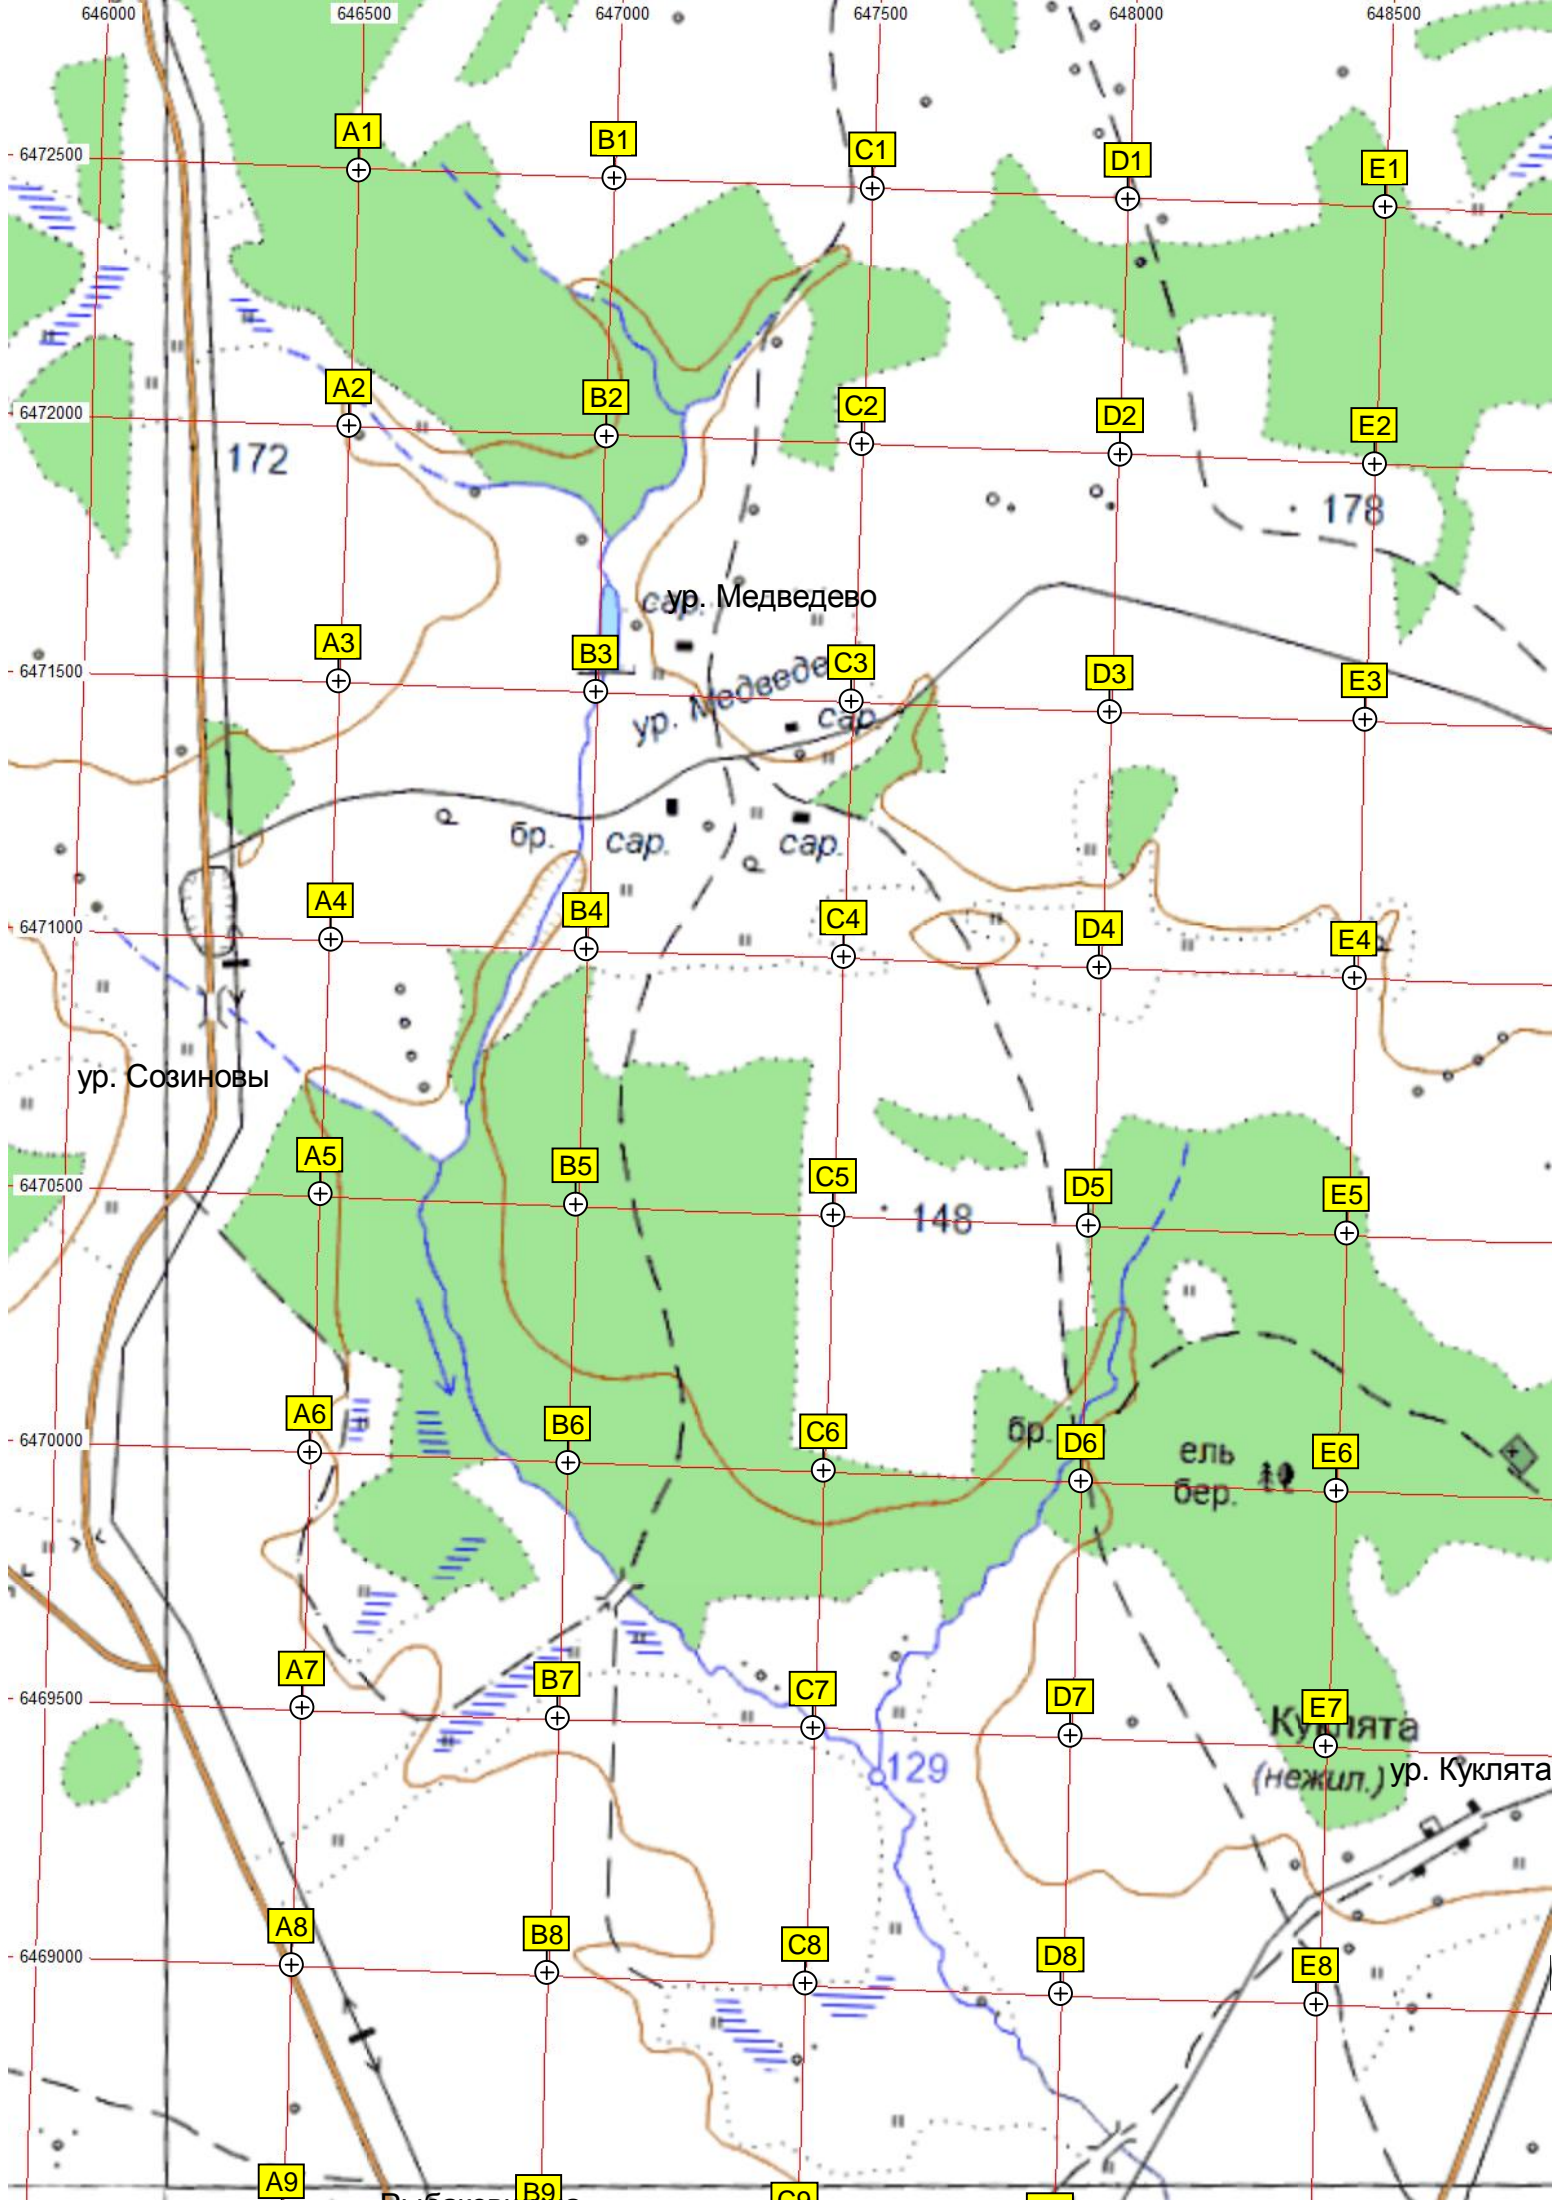 646000 646500 647000 647500 648000 648500
A1 B1 C1 D1 E1
6472500
A2 B2 C2 D2 E2
6472000
172
178
сар.
ур. Медведево
A3 B3 C3 D3 E3
6471500
ур. Медведе
сар.
бр. сар. сар.
A4 B4 C4 D4 E4
6471000
ур. Созиновы
A5 B5 C5 D5 E5
6470500
148
A6 B6 C6 D6 E6
6470000
бр.
ель
бер.
A7 B7 C7 D7 E7
6469500
129
(нежил.)
ур. Куклята
A8 B8 C8 D8 E8
6469000
A9 B9 C9